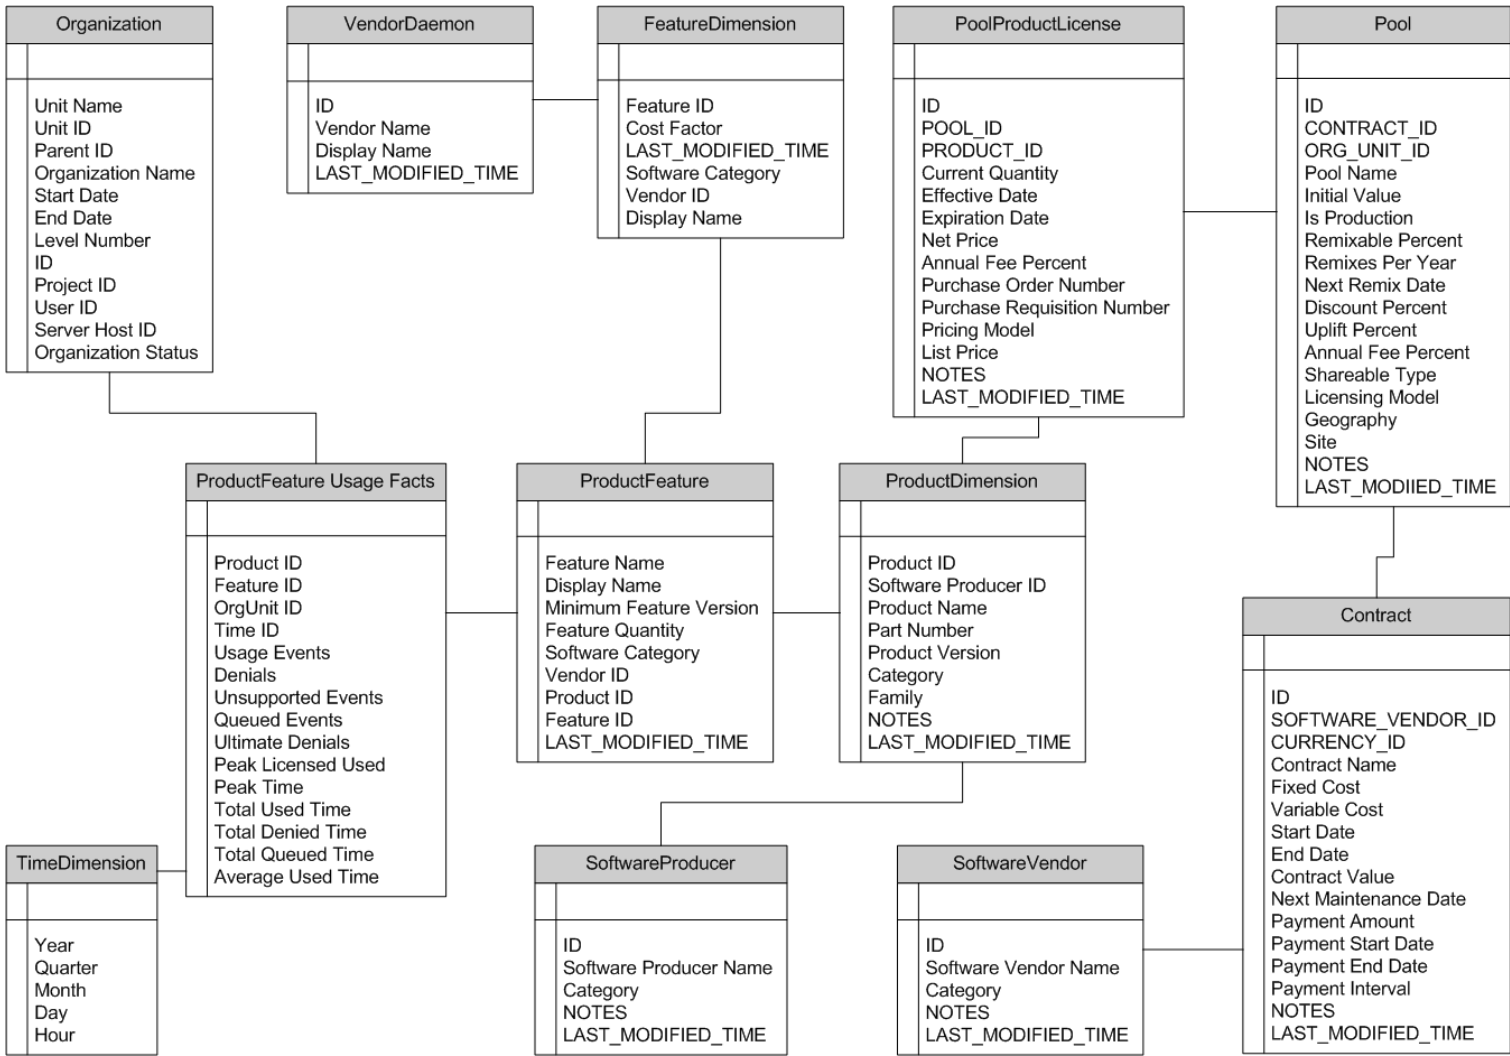 Organization
Unit Name
Unit ID
Parent ID
Organization Name
Start Date
End Date
Level Number
ID
Project ID
User ID
Server Host ID
Organization Status
VendorDaemon
ID
Vendor Name
Display Name
LAST_MODIFIED_TIME
FeatureDimension
Feature ID
Cost Factor
LAST_MODIFIED_TIME
Software Category
Vendor ID
Display Name
PoolProductLicense
ID
POOL_ID
PRODUCT_ID
Current Quantity
Effective Date
Expiration Date
Net Price
Annual Fee Percent
Purchase Order Number
Purchase Requisition Number
Pricing Model
List Price
NOTES
LAST_MODIFIED_TIME
Pool
ID
CONTRACT_ID
ORG_UNIT_ID
Pool Name
Initial Value
Is Production
Remixable Percent
Remixes Per Year
Next Remix Date
Discount Percent
Uplift Percent
Annual Fee Percent
Shareable Type
Licensing Model
Geography
Site
NOTES
LAST_MODIIED_TIME
ProductFeature Usage Facts
Product ID
Feature ID
OrgUnit ID
Time ID
Usage Events
Denials
Unsupported Events
Queued Events
Ultimate Denials
Peak Licensed Used
Peak Time
Total Used Time
Total Denied Time
Total Queued Time
Average Used Time
ProductFeature
Feature Name
Display Name
Minimum Feature Version
Feature Quantity
Software Category
Vendor ID
Product ID
Feature ID
LAST_MODIFIED_TIME
ProductDimension
Product ID
Software Producer ID
Product Name
Part Number
Product Version
Category
Family
NOTES
LAST_MODIFIED_TIME
Contract
ID
SOFTWARE_VENDOR_ID
CURRENCY_ID
Contract Name
Fixed Cost
Variable Cost
Start Date
End Date
Contract Value
Next Maintenance Date
Payment Amount
Payment Start Date
Payment End Date
Payment Interval
NOTES
LAST_MODIFIED_TIME
TimeDimension
Year
Quarter
Month
Day
Hour
SoftwareProducer
ID
Software Producer Name
Category
NOTES
LAST_MODIFIED_TIME
SoftwareVendor
ID
Software Vendor Name
Category
NOTES
LAST_MODIFIED_TIME